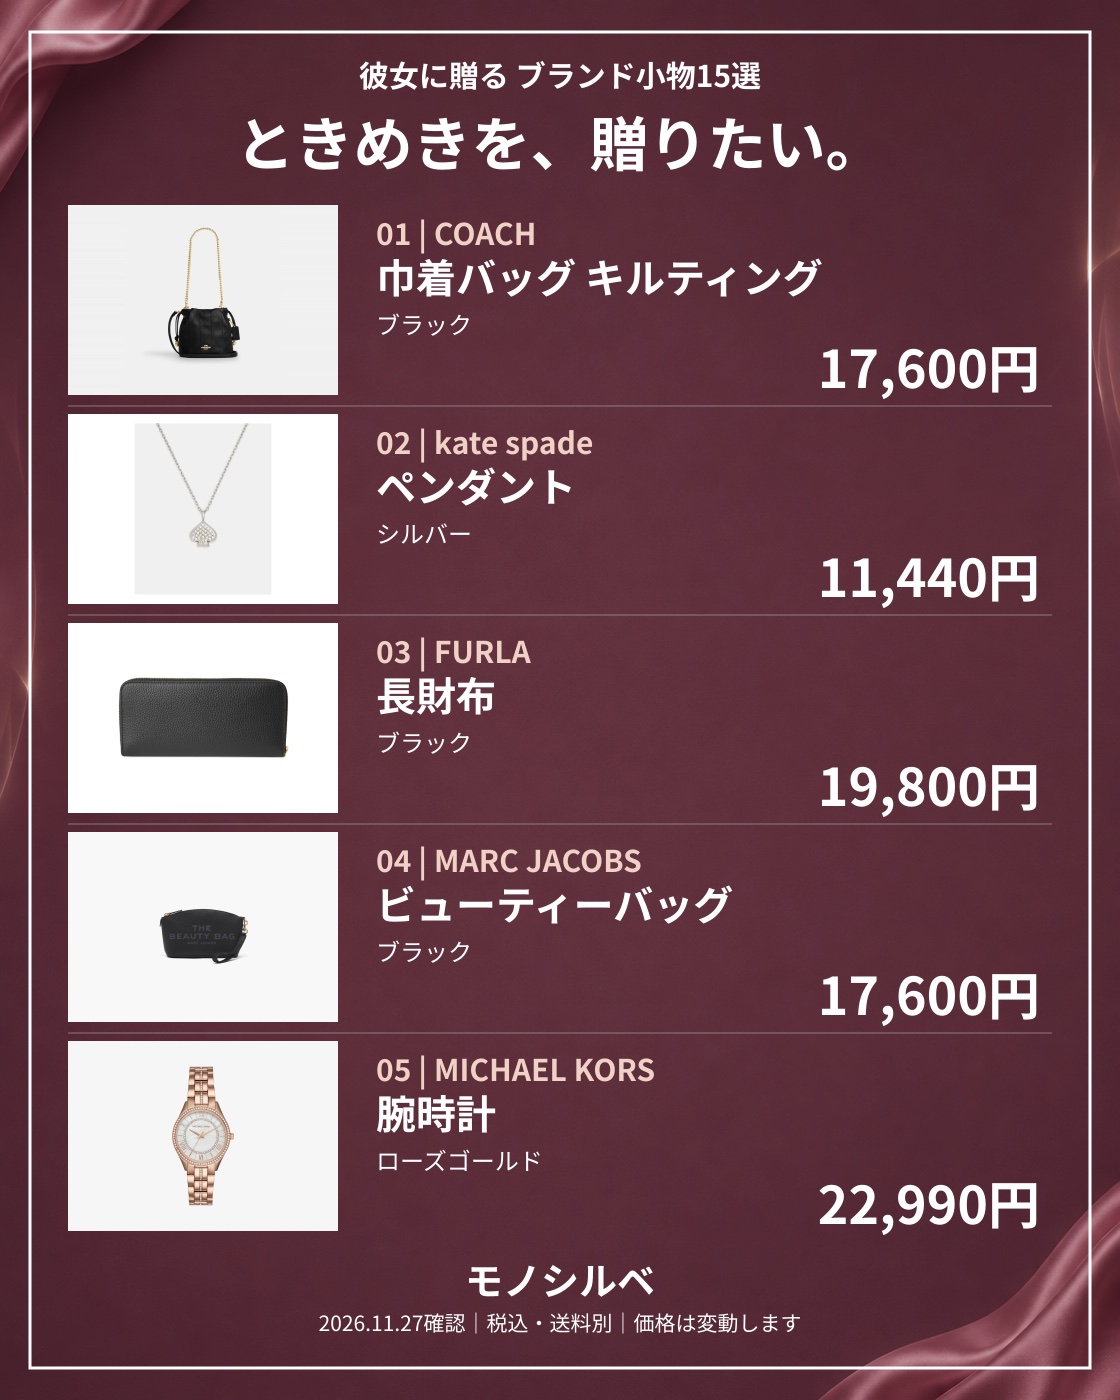 彼女に贈る ブランド小物15選
ときめきを、贈りたい。
01 | COACH
巾着バッグ キルティング
ブラック
17,600円
02 | kate spade
ペンダント
シルバー
11,440円
03 | FURLA
長財布
ブラック
19,800円
THE
BEAUTY BAG
04 | MARC JACOBS
ビューティーバッグ
ブラック
17,600円
05 | MICHAEL KORS
腕時計
ローズゴールド
22,990円
モノシルベ
2026.11.27確認｜税込・送料別｜価格は変動します